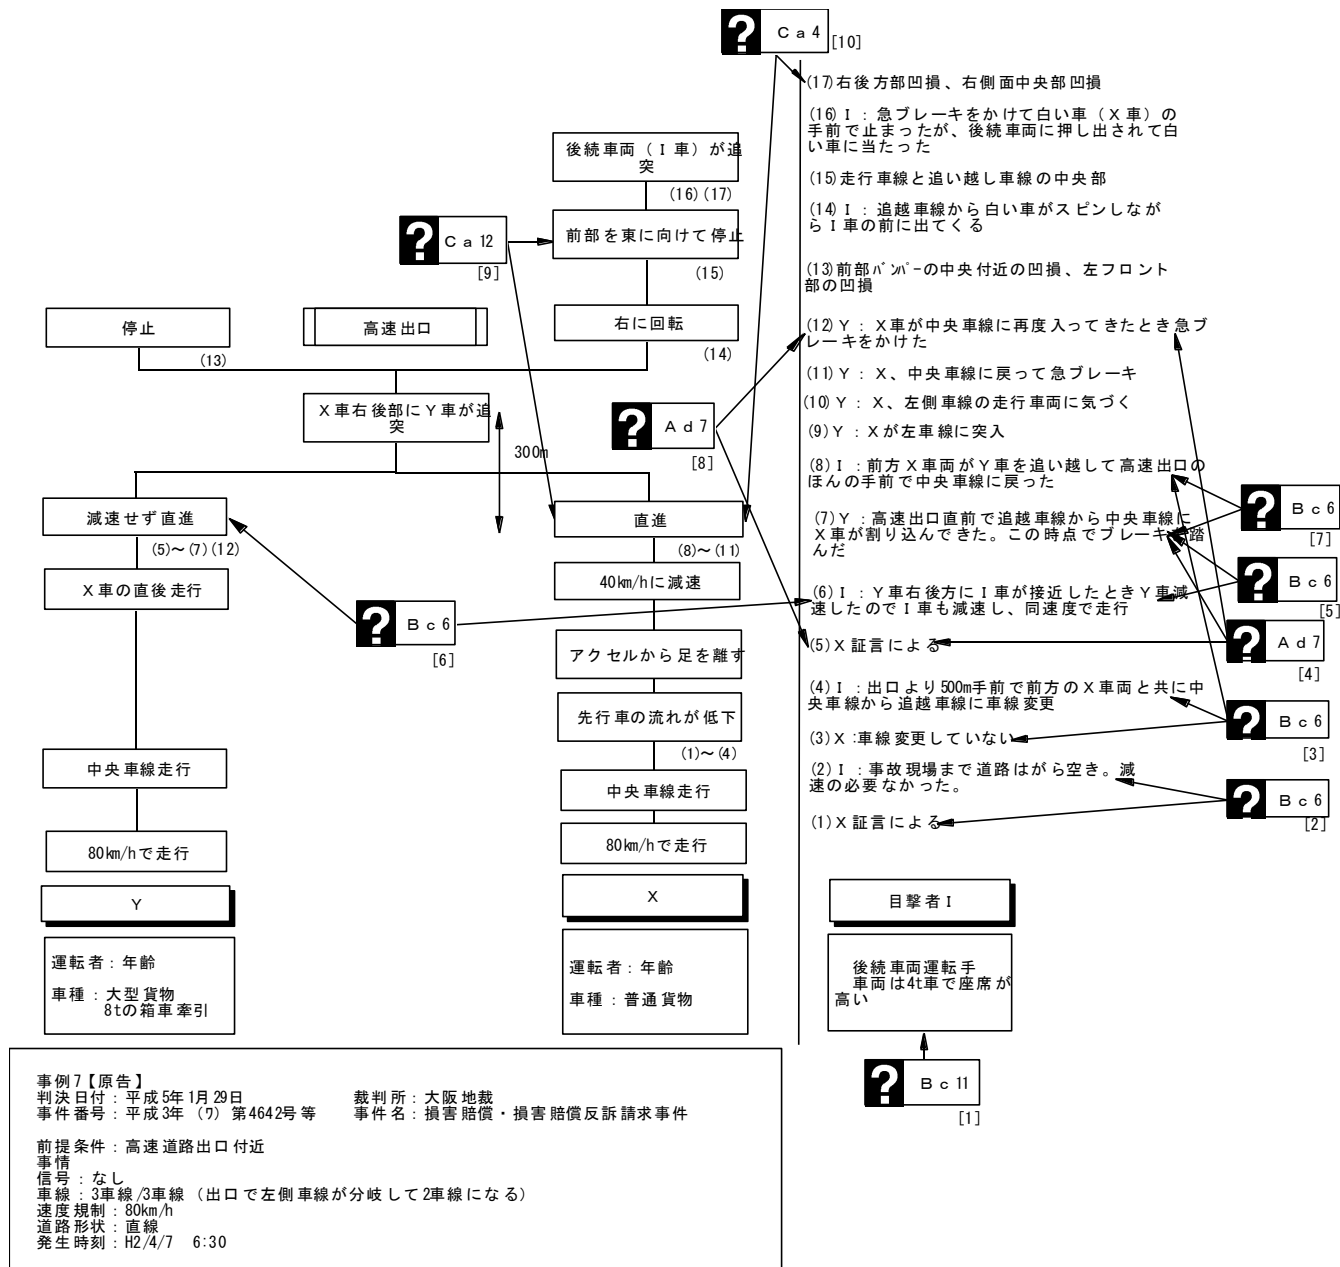 Ca4
[10]
(17)右後方部凹損、右側面中央部凹損
(16)I：急ブレーキをかけて白い車（X車）の
手前で止まったが、後続車両に押し出されて白
い車に当たった
後続車両（I車）が追
突
(16)(17)
(15)走行車線と追い越し車線の中央部
(14)I：追越車線から白い車がスピンしなが
らI車の前に出てくる
Ca12
[9]
前部を東に向けて停止
(15)
(13)前部バンパーの中央付近の凹損、左フロント
部の凹損
停止
(13)
高速出口
右に回転
(14)
(12)Y：X車が中央車線に再度入ってきたとき急ブ
レーキをかけた
(11)Y：X、中央車線に戻って急ブレーキ
(10)Y：X、左側車線の走行車両に気づく
(9)Y：Xが左車線に突入
X車右後部にY車が追
突
300m
Ad7
[8]
(8)I：前方X車両がY車を追い越して高速出口の
ほんの手前で中央車線に戻った
減速せず直進
(5)～(7)(12)
直進
(8)～(11)
(7)Y：高速出口直前で追越車線から中央車線に
X車が割り込んできた。この時点でブレーキを踏
んだ
Bc6
[7]
X車の直後走行
40km/hに減速
(6)I：Y車右後方にI車が接近したときY車減
速したのでI車も減速し、同速度で走行
Bc6
[5]
Bc6
[6]
アクセルから足を離す
(5)X証言による
Ad7
[4]
先行車の流れが低下
(1)～(4)
(4)I：出口より500m手前で前方のX車両と共に中
央車線から追越車線に車線変更
(3)X:車線変更していない
Bc6
[3]
中央車線走行
中央車線走行
(2)I：事故現場まで道路はがら空き。減
速の必要なかった。
(1)X証言による
Bc6
[2]
80km/hで走行
80km/hで走行
Y
X
目撃者I
運転者：年齢
車種：大型貨物
8tの箱車牽引
運転者：年齢
車種：普通貨物
後続車両運転手
車両は4t車で座席が
高い
Bc11
[1]
事例7【原告】
判決日付：平成5年1月29日 裁判所：大阪地裁
事件番号：平成3年（ワ）第4642号等 事件名：損害賠償・損害賠償反訴請求事件
前提条件：高速道路出口付近
事情
信号：なし
車線：3車線/3車線（出口で左側車線が分岐して2車線になる）
速度規制：80km/h
道路形状：直線
発生時刻：H2/4/7 6:30